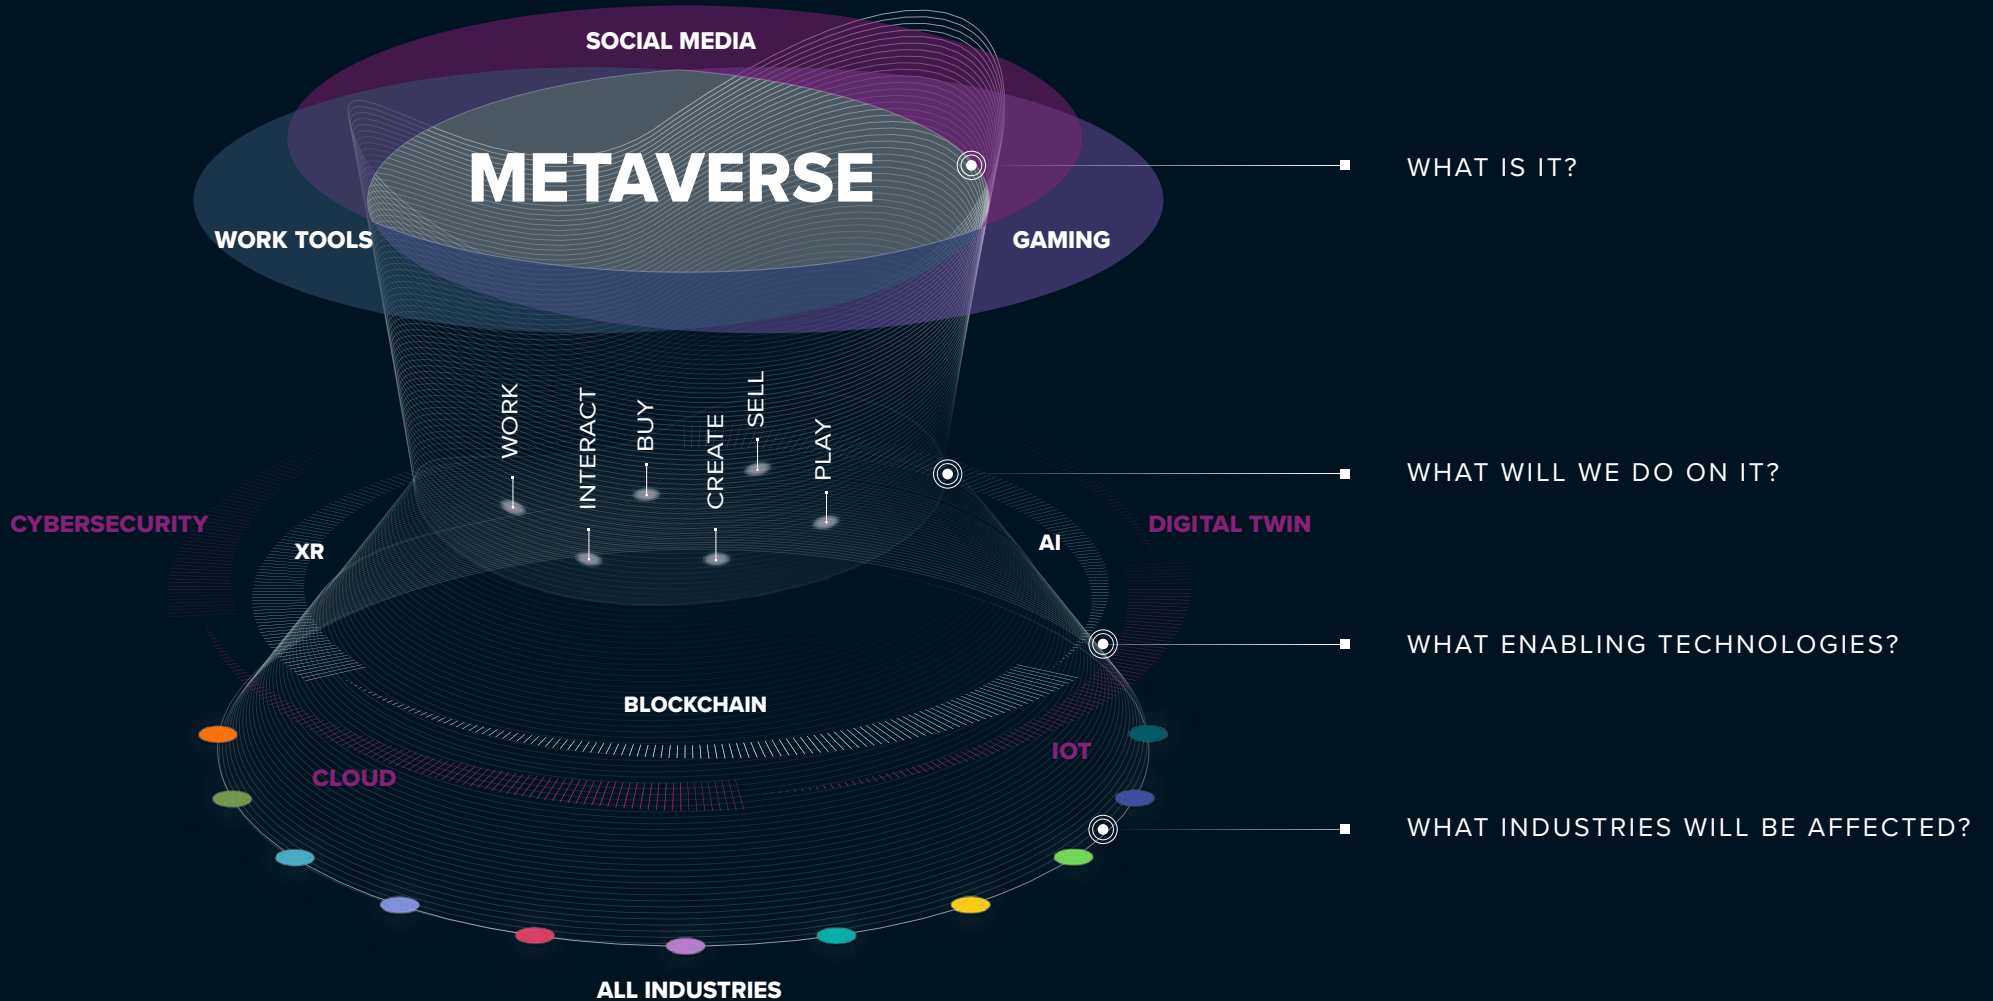 SOCIAL MEDIA
METAVERSE
WORK TOOLS
GAMING
WHAT IS IT?
WORK
INTERACT
BUY
CREATE
SELL
PLAY
WHAT WILL WE DO ON IT?
CYBERSECURITY
XR
AI
DIGITAL TWIN
WHAT ENABLING TECHNOLOGIES?
BLOCKCHAIN
CLOUD
IOT
WHAT INDUSTRIES WILL BE AFFECTED?
ALL INDUSTRIES